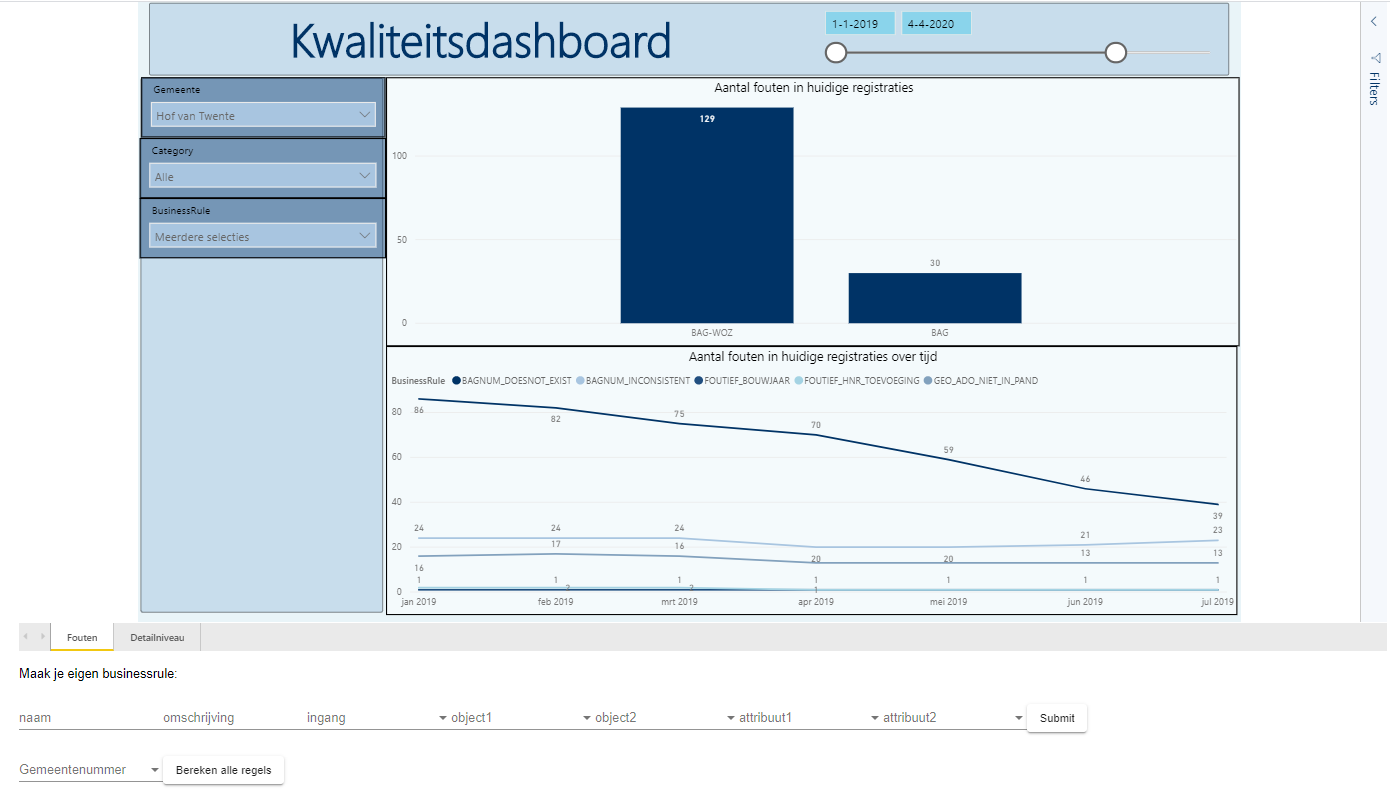 Kwaliteitsdashboard
1-1-2019 4-4-2020
Filters
Gemeente
Hof van Twente
Category
Alle
BusinessRule
Meerdere selecties
Aantal fouten in huidige registraties
129
100
50
30
0
BAG-WOZ BAG
Aantal fouten in huidige registraties over tijd
BusinessRule BAGNUM_DOESNOT_EXIST BAGNUM_INCONSISTENT FOUTIEF_BOUWJAAR FOUTIEF_HNR_TOEVOEGING GEO_ADO_NIET_IN_PAND
80 86 82 75 70
60 59
46
40 39
24 24 24 21 23
20 17 16 20 20 13 13
16
1 1 1 1 1 1 1
0 2 2 1
jan 2019 feb 2019 mrt 2019 apr 2019 mei 2019 jun 2019 jul 2019
Fouten Detailniveau
Maak je eigen businessrule:
naam omschrijving ingang object1 object2 attribuut1 attribuut2 Submit
Gemeentenummer Bereken alle regels